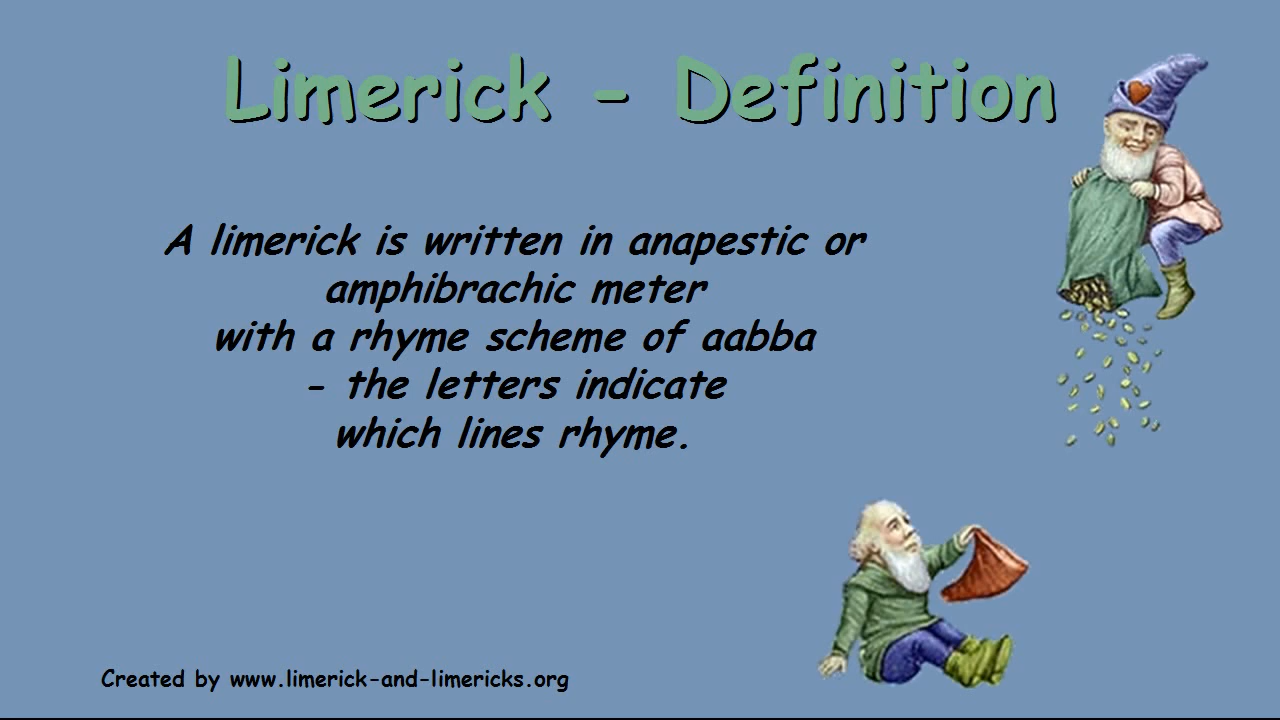 Limerick - Definition
A limerick is written in anapestic or
amphibrachic meter
with a rhyme scheme of aabba
- the letters indicate
which lines rhyme.
Created by www.limerick-and-limericks.org